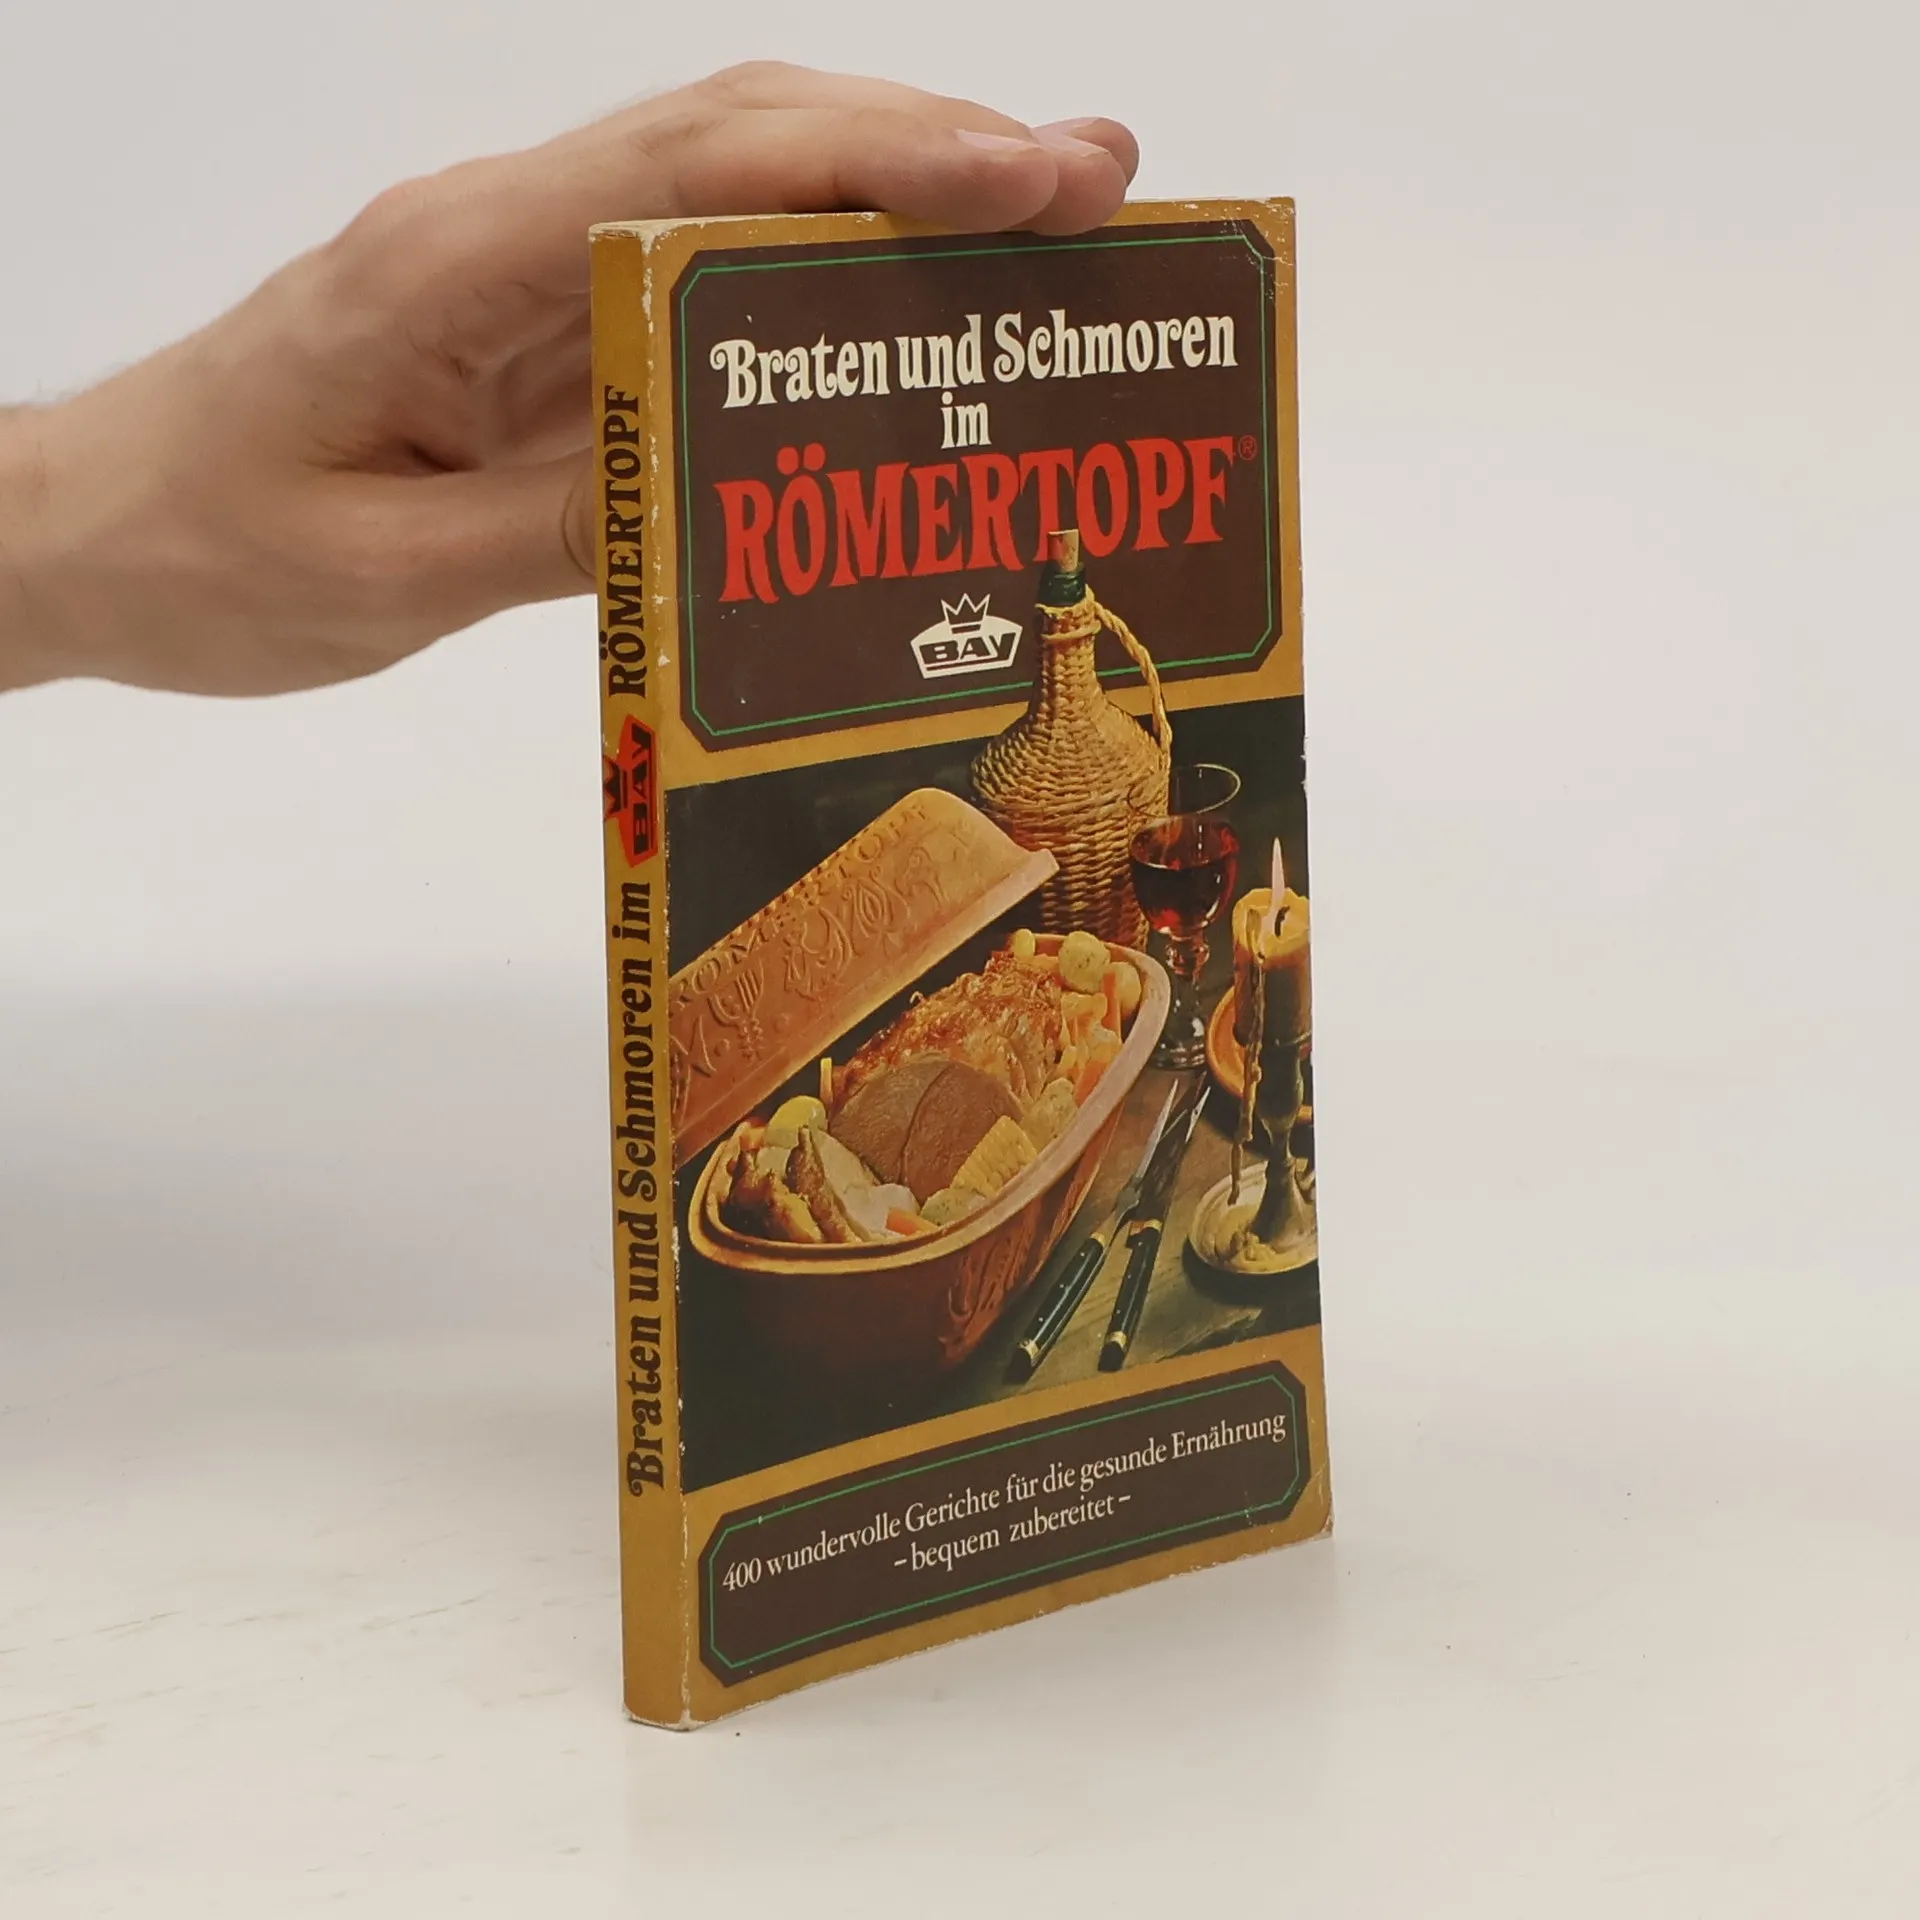 Braten und Schmoren
im
RÖMERTOPF®
BAY
RÖMERTOPF
400 wundervolle Gerichte für die gesunde Ernährung
– bequem zubereitet –
Braten und Schmoren im BAY RÖMERTOPF